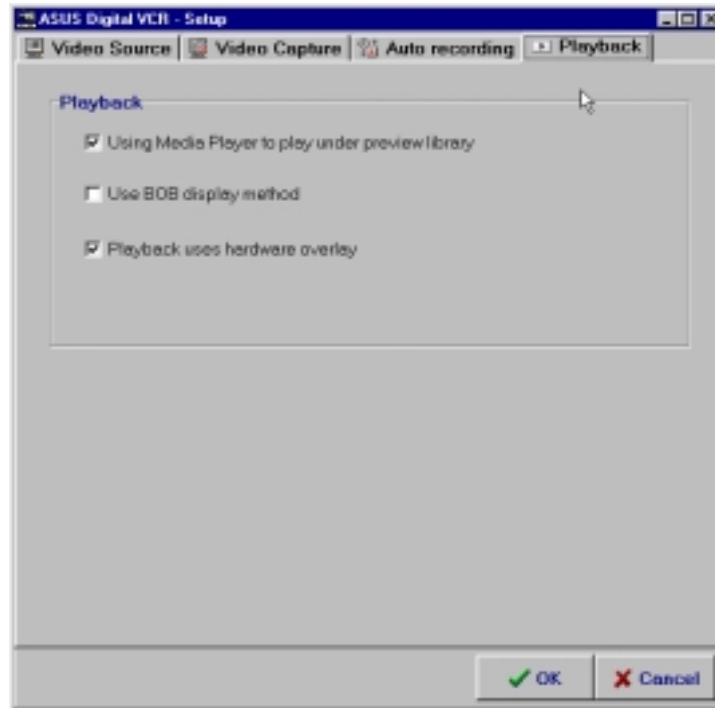 ASUS Digital VCR - Setup
Video Source Video Capture Auto recording Playback
Playback
Using Media Player to play under preview library
Use BOB display method
Playback uses hardware overlay
OK Cancel